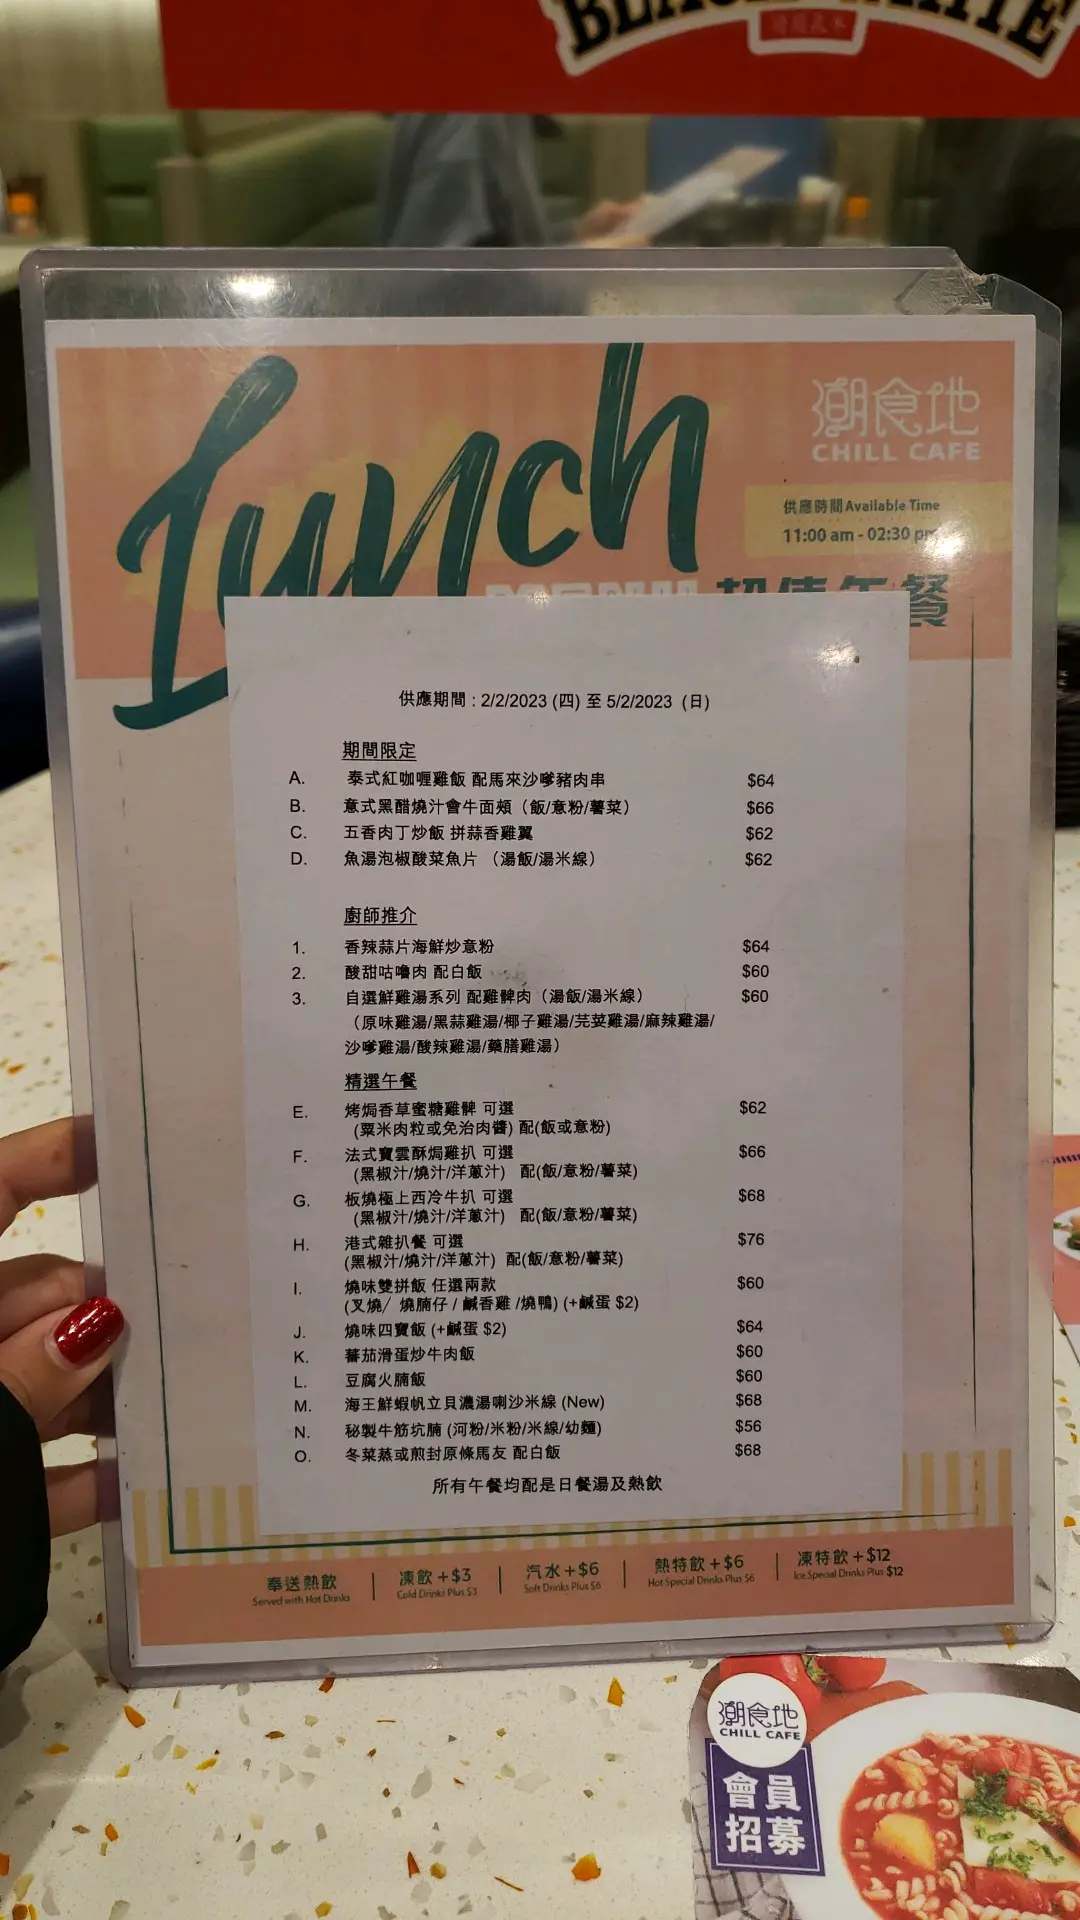 Lunch
潮食地
CHILL CAFE
供應時間 Available Time
11:00 am - 02:30 pm
超值午餐
供應期間 : 2/2/2023 (四) 至 5/2/2023 (日)
期間限定
A. 泰式紅咖喱雞飯 配馬來沙嗲豬肉串 $64
B. 意式黑醋燒汁會牛面頰（飯/意粉/薯菜） $66
C. 五香肉丁炒飯 拼蒜香雞翼 $62
D. 魚湯泡椒酸菜魚片 （湯飯/湯米線） $62
廚師推介
1. 香辣蒜片海鮮炒意粉 $64
2. 酸甜咕嚕肉 配白飯 $60
3. 自選鮮雞湯系列 配雞髀肉（湯飯/湯米線） $60
（原味雞湯/黑蒜雞湯/椰子雞湯/芫荽雞湯/麻辣雞湯/
沙嗲雞湯/酸辣雞湯/藥膳雞湯）
精選午餐
E. 烤焗香草蜜糖雞髀 可選 $62
(粟米肉粒或免治肉醬) 配(飯或意粉)
F. 法式寶雲酥焗雞扒 可選 $66
(黑椒汁/燒汁/洋蔥汁) 配(飯/意粉/薯菜)
G. 板燒極上西冷牛扒 可選 $68
(黑椒汁/燒汁/洋蔥汁) 配(飯/意粉/薯菜)
H. 港式雜扒餐 可選 $76
(黑椒汁/燒汁/洋蔥汁) 配(飯/意粉/薯菜)
I. 燒味雙拼飯 任選兩款 $60
(叉燒/ 燒腩仔 / 鹹香雞 /燒鴨) (+鹹蛋 $2)
J. 燒味四寶飯 (+鹹蛋 $2) $64
K. 蕃茄滑蛋炒牛肉飯 $60
L. 豆腐火腩飯 $60
M. 海王鮮蝦帆立貝濃湯喇沙米線 (New) $68
N. 秘製牛筋坑腩 (河粉/米粉/米線/幼麵) $56
O. 冬菜蒸或煎封原條馬友 配白飯 $68
所有午餐均配是日餐湯及熱飲
奉送熱飲 凍飲 +$3 汽水 +$6 熱特飲 +$6 凍特飲 +$12
Served with Hot Drinks Cold Drinks Plus $3 Soft Drinks Plus $6 Hot Special Drinks Plus $6 Ice Special Drinks Plus $12
潮食地
CHILL CAFE
會員
招募